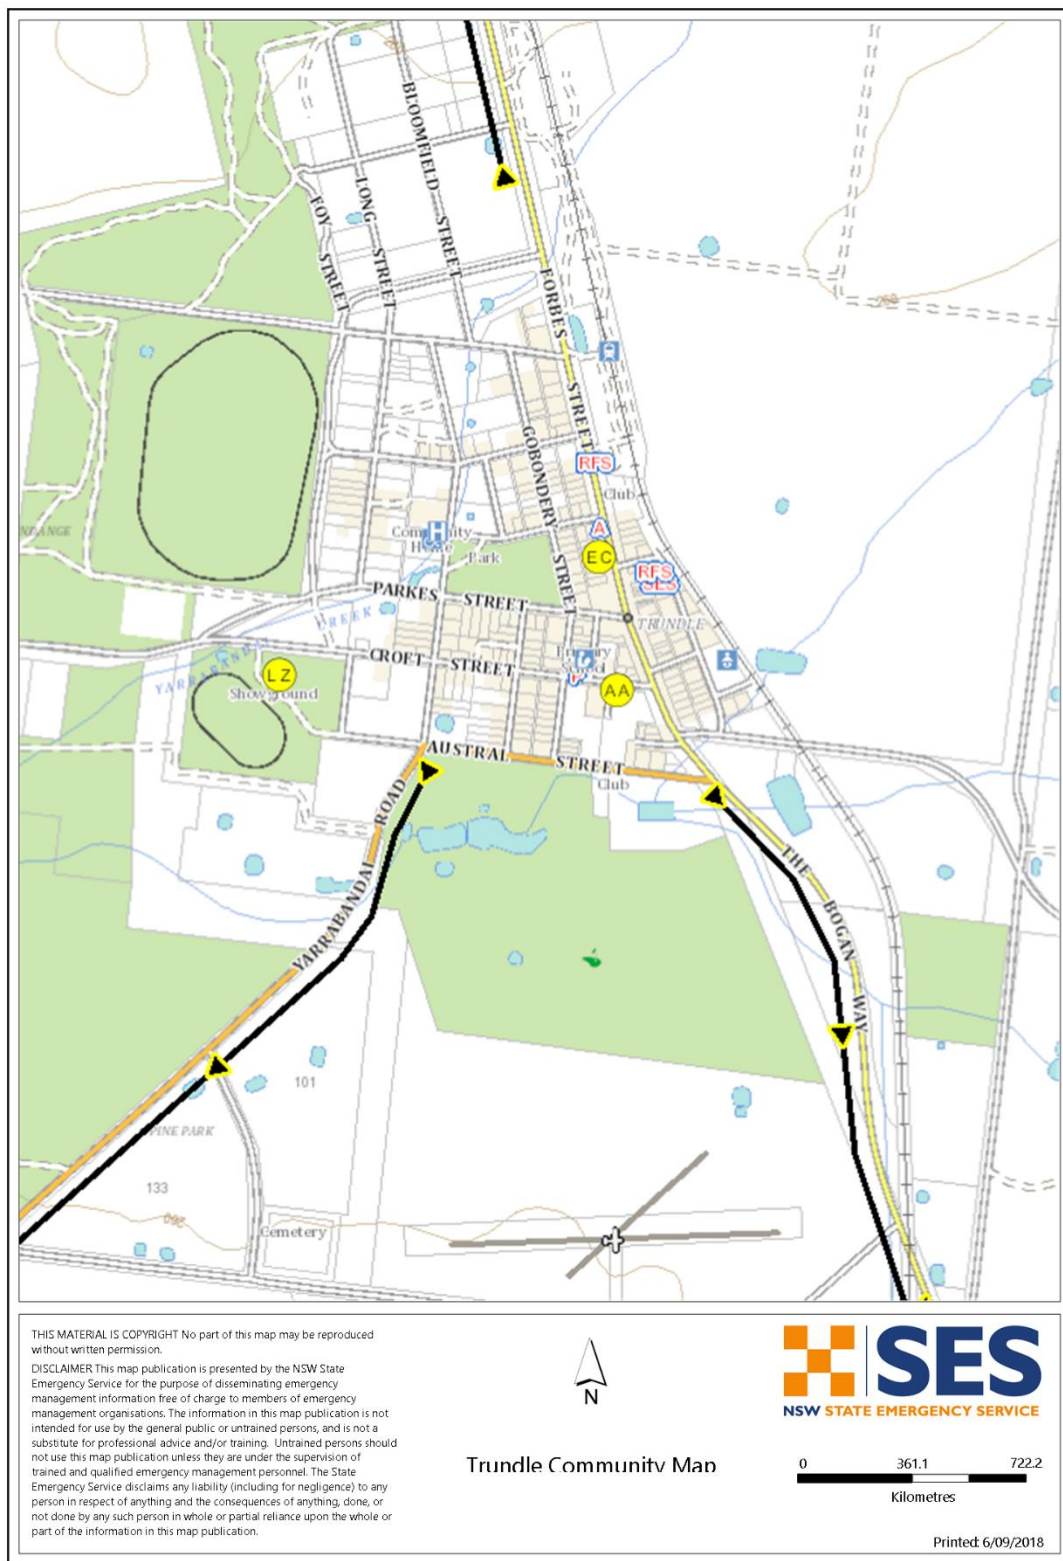 BLOOMFIELD STREET
LONG STREET
FOY STREET
FORBES STREET
260
GOBONDERY STREET
RFS
Club
A
EC
H
Community
Home
Park
RFS
SES
PARKES STREET
TRUNDLE
CREEK
CROFT STREET
Primary
School
LZ
AA
Showground
AUSTRAL STREET
Club
YARRABANDAI ROAD
THE BOGAN WAY
101
PINE PARK
133
260
Cemetery
THIS MATERIAL IS COPYRIGHT No part of this map may be reproduced
without written permission.
DISCLAIMER This map publication is presented by the NSW State
Emergency Service for the purpose of disseminating emergency
management information free of charge to members of emergency
management organisations. The information in this map publication is not
intended for use by the general public or untrained persons, and is not a
substitute for professional advice and/or training. Untrained persons should
not use this map publication unless they are under the supervision of
trained and qualified emergency management personnel. The State
Emergency Service disclaims any liability (including for negligence) to any
person in respect of anything and the consequences of anything, done, or
not done by any such person in whole or partial reliance upon the whole or
part of the information in this map publication.
N
Trundle Community Map
SES
NSW STATE EMERGENCY SERVICE
0 361.1 722.2
Kilometres
Printed: 6/09/2018